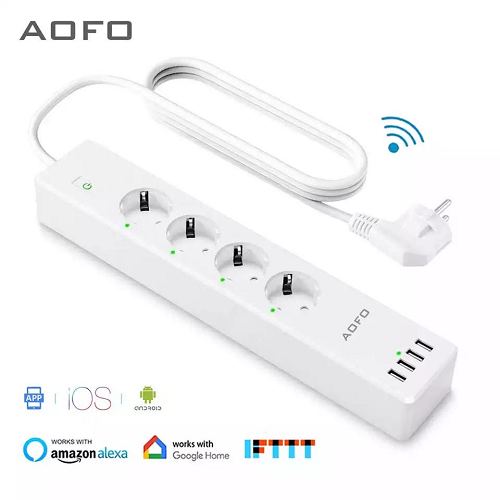 AOFO
AOFO
APP
iOS
ANDROID
WORKS WITH
amazon alexa
works with
Google Home
IFTTT